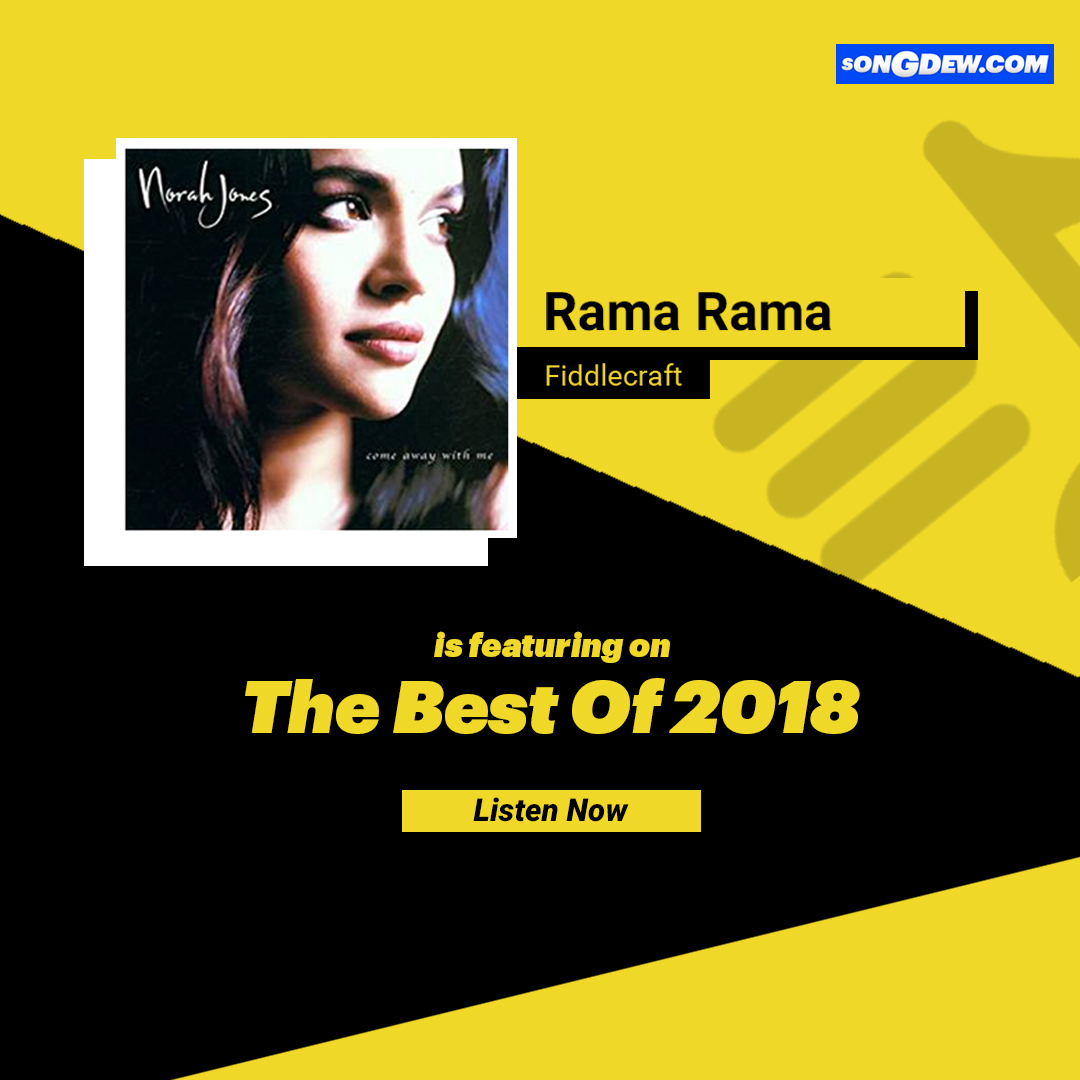 soNGDEW.COM
Norah Jones
come away with me
Rama Rama
Fiddlecraft
is featuring on
The Best Of 2018
Listen Now